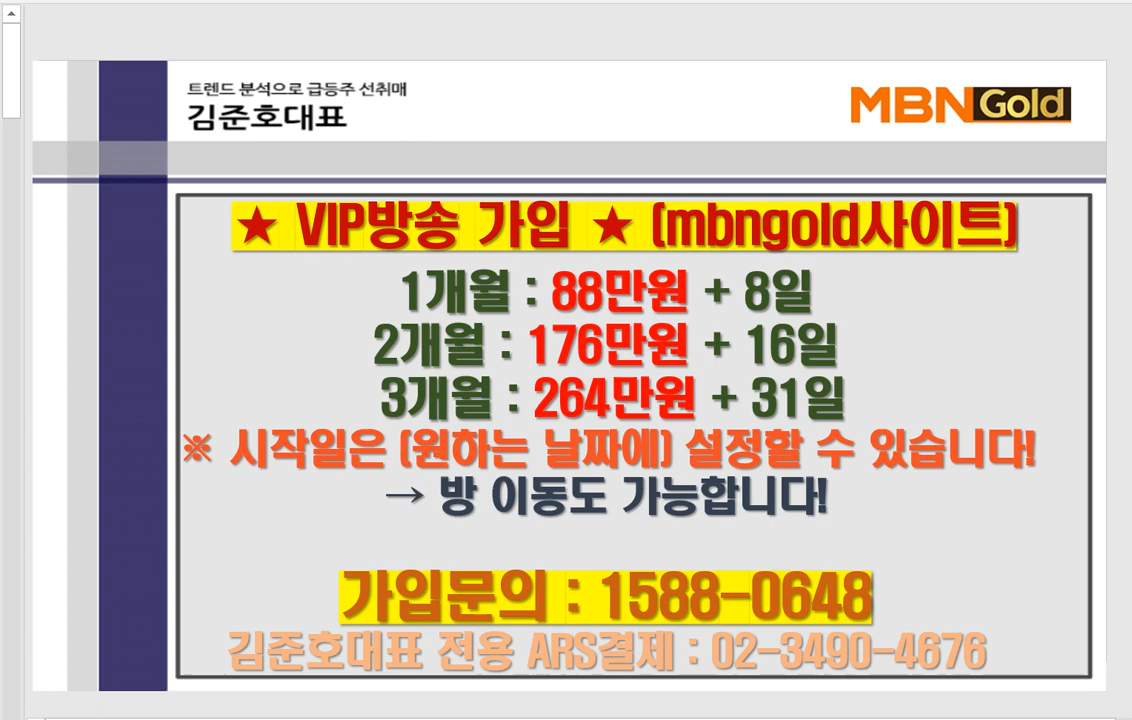 트렌드 분석으로 급등주 선취매
김준호대표
MBN Gold
★ VIP방송 가입 ★ (mbngold사이트)
1개월 : 88만원 + 8일
2개월 : 176만원 + 16일
3개월 : 264만원 + 31일
※ 시작일은 (원하는 날짜에) 설정할 수 있습니다!
→ 방 이동도 가능합니다!
가입문의 : 1588-0648
김준호대표 전용 ARS결제 : 02-3490-4676